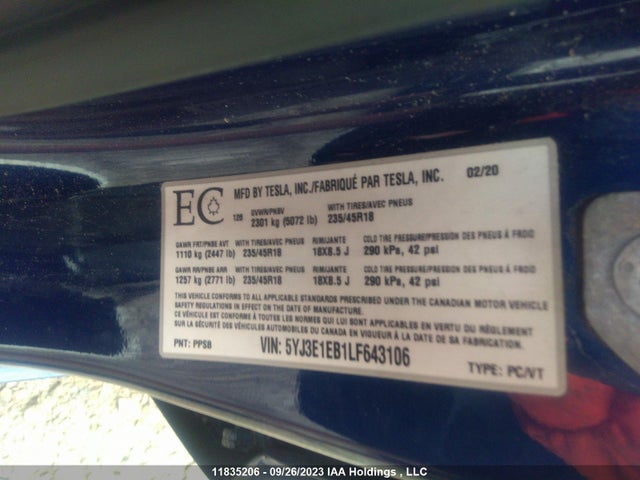 EC
MFD BY TESLA, INC./FABRIQUÉ PAR TESLA, INC. 02/20
120 GVWR/PNBV WITH TIRES/AVEC PNEUS
2301 kg (5072 lb) 235/45R18
GAWR FRT/PNBE AVT WITH TIRES/AVEC PNEUS RIM/JANTE COLD TIRE PRESSURE/PRESSION DES PNEUS À FROID
1110 kg (2447 lb) 235/45R18 18X8.5 J 290 kPa, 42 psi
GAWR RR/PNBE ARR WITH TIRES/AVEC PNEUS RIM/JANTE COLD TIRE PRESSURE/PRESSION DES PNEUS À FROID
1257 kg (2771 lb) 235/45R18 18X8.5 J 290 kPa, 42 psi
THIS VEHICLE CONFORMS TO ALL APPLICABLE STANDARDS PRESCRIBED UNDER THE CANADIAN MOTOR VEHICLE
SAFETY REGULATIONS IN EFFECT ON THE DATE OF MANUFACTURE.
CE VÉHICULE EST CONFORME À TOUTES LES NORMES QUI LUI SONT APPLICABLES EN VERTU DU RÈGLEMENT
SUR LA SÉCURITÉ DES VÉHICULES AUTOMOBILES DU CANADA EN VIGUEUR À LA DATE DE SA FABRICATION.
PNT: PPSB VIN: 5YJ3E1EB1LF643106 TYPE: PC/VT
11835206 - 09/26/2023 IAA Holdings , LLC